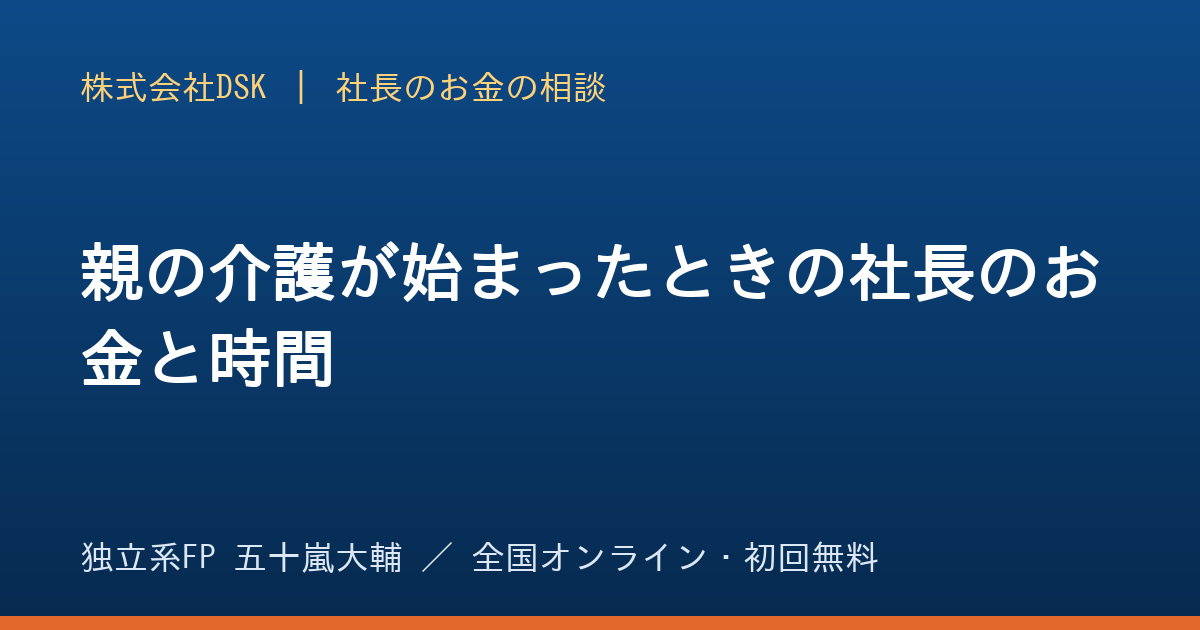 株式会社DSK ｜ 社長のお金の相談
親の介護が始まったときの社長のお
金と時間
独立系FP 五十嵐大輔 ／ 全国オンライン・初回無料